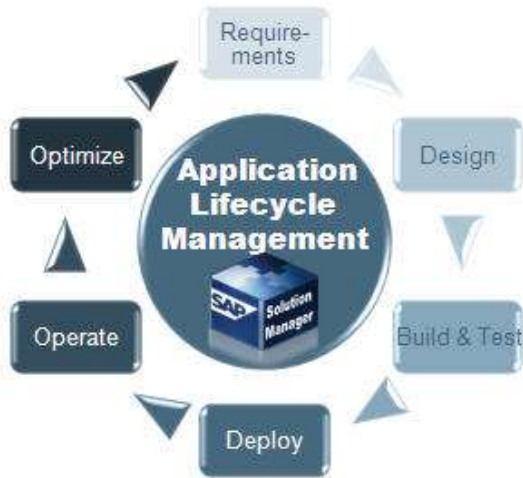 Require-
ments
Optimize
Design
Application
Lifecycle
Management
SAP
Solution
Manager
Operate
Build & Test
Deploy